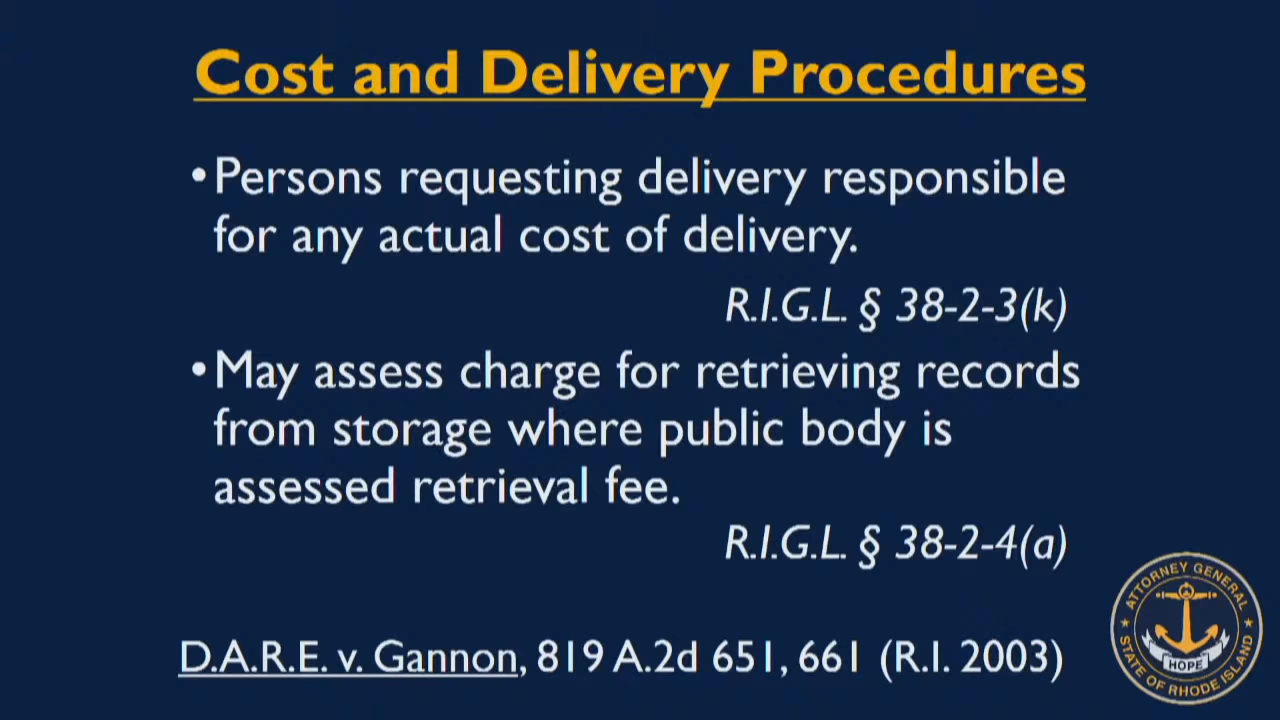 Cost and Delivery Procedures
•Persons requesting delivery responsible
for any actual cost of delivery.
R.I.G.L. § 38-2-3(k)
•May assess charge for retrieving records
from storage where public body is
assessed retrieval fee.
R.I.G.L. § 38-2-4(a)
D.A.R.E. v. Gannon, 819 A.2d 651, 661 (R.I. 2003)
ATTORNEY GENERAL
HOPE
STATE OF RHODE ISLAND